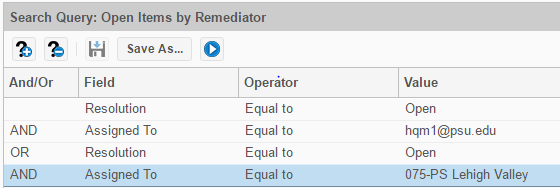 Search Query: Open Items by Remediator
Save As...
And/Or Field Operator Value
Resolution Equal to Open
AND Assigned To Equal to hqm1@psu.edu
OR Resolution Equal to Open
AND Assigned To Equal to 075-PS Lehigh Valley